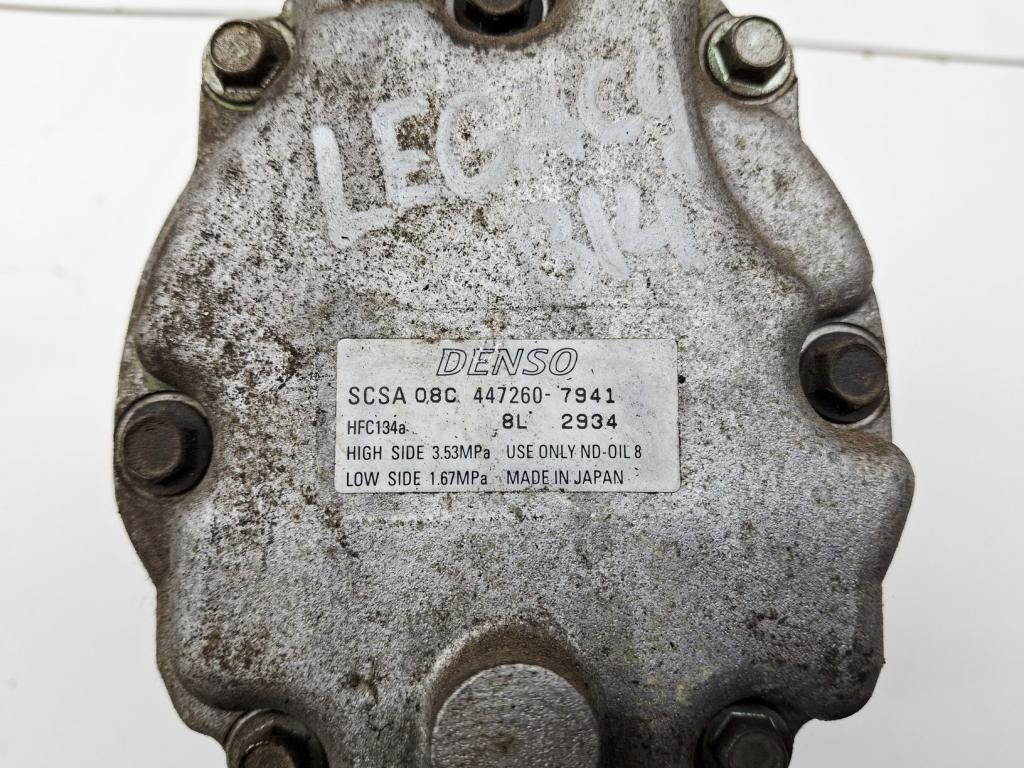 LEGACY
314
DENSO
SCSA 08C 447260- 7941
HFC134a 8L 2934
HIGH SIDE 3.53MPa USE ONLY ND-OIL 8
LOW SIDE 1.67MPa MADE IN JAPAN